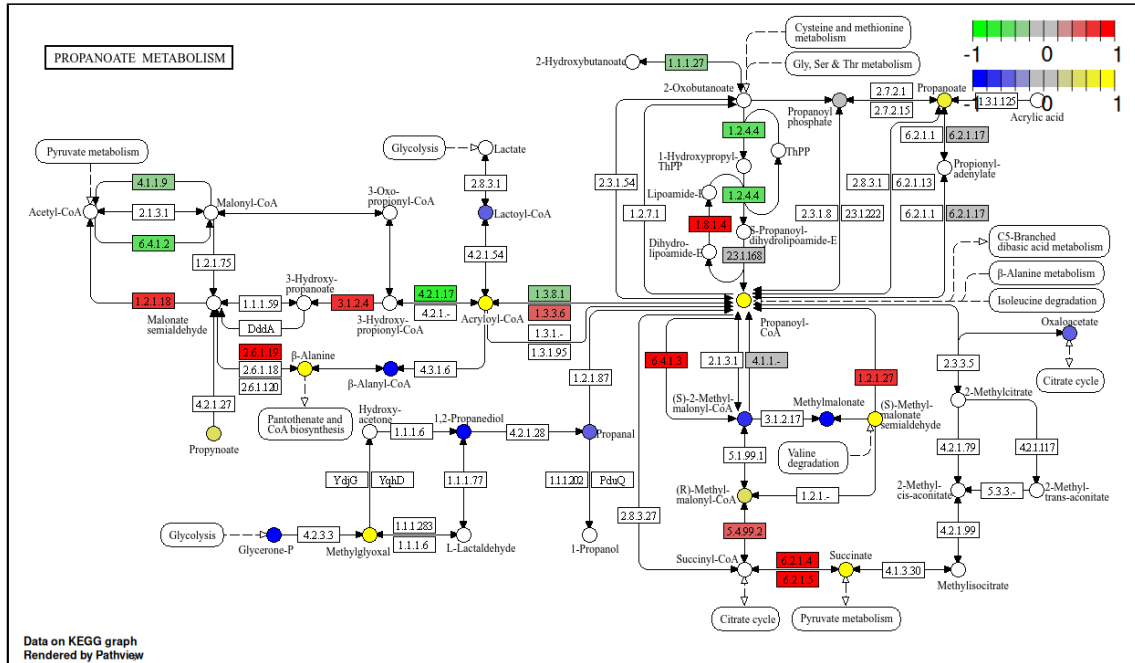 PROPANOATE METABOLISM
Cysteine and methionine
metabolism
Gly, Ser & Thr metabolism
-1 0 1
-1 0 1
2-Hydroxybutanoate
1.1.1.27
2-Oxobutanoate
Propanoyl
phosphate
2.7.2.1
2.7.2.15
Propanoate
1.3.1.125
Acrylic acid
Pyruvate metabolism
Glycolysis
Lactate
1.2.4.4
ThPP
1-Hydroxypropyl-
ThPP
6.2.1.1
6.2.1.17
Propionyl-
adenylate
4.1.1.9
Malonyl-CoA
3-Oxo-
propionyl-CoA
2.8.3.1
2.3.1.54
Lipoamide-E
1.2.4.4
2.8.3.1
6.2.1.13
Acetyl-CoA
2.1.3.1
Lactoyl-CoA
1.2.7.1
1.8.1.4
S-Propanoyl-
dihydrolipoamide-E
2.3.1.8
2.3.1.222
6.2.1.1
6.2.1.17
6.4.1.2
4.2.1.54
Dihydro-
lipoamide-E
2.3.1.168
C5-Branched
dibasic acid metabolism
1.2.1.75
3-Hydroxy-
propanoate
β-Alanine metabolism
1.2.1.18
1.1.1.59
3.1.2.4
4.2.1.17
4.2.1.-
1.3.8.1
1.3.3.6
1.3.1.-
1.3.1.95
Isoleucine degradation
Malonate
semialdehyde
DddA
3-Hydroxy-
propionyl-CoA
Acryloyl-CoA
Propanoyl-
CoA
Oxaloacetate
2.6.1.19
2.6.1.18
2.6.1.120
β-Alanine
4.3.1.6
β-Alanyl-CoA
1.2.1.87
6.4.1.3
2.1.3.1
4.1.1.-
1.2.1.27
2.3.3.5
Citrate cycle
4.2.1.27
Pantothenate and
CoA biosynthesis
Hydroxy-
acetone
1,2-Propanediol
(S)-2-Methyl-
malonyl-CoA
Methylmalonate
(S)-Methyl-
malonate
semialdehyde
2-Methylcitrate
1.1.1.6
4.2.1.28
Propanal
3.1.2.17
Propynoate
5.1.99.1
Valine
degradation
4.2.1.79
4.2.1.117
YdjG
YqhD
1.1.1.77
1.1.1.202
PduQ
(R)-Methyl-
malonyl-CoA
1.2.1.-
2-Methyl-
cis-aconitate
5.3.3.-
2-Methyl-
trans-aconitate
2.8.3.27
5.4.99.2
Glycolysis
Glycerone-P
4.2.3.3
Methylglyoxal
1.1.1.283
1.1.1.6
L-Lactaldehyde
1-Propanol
4.2.1.99
Succinyl-CoA
6.2.1.4
6.2.1.5
Succinate
4.1.3.30
Methylisocitrate
Citrate cycle
Pyruvate metabolism
Data on KEGG graph
Rendered by Pathview